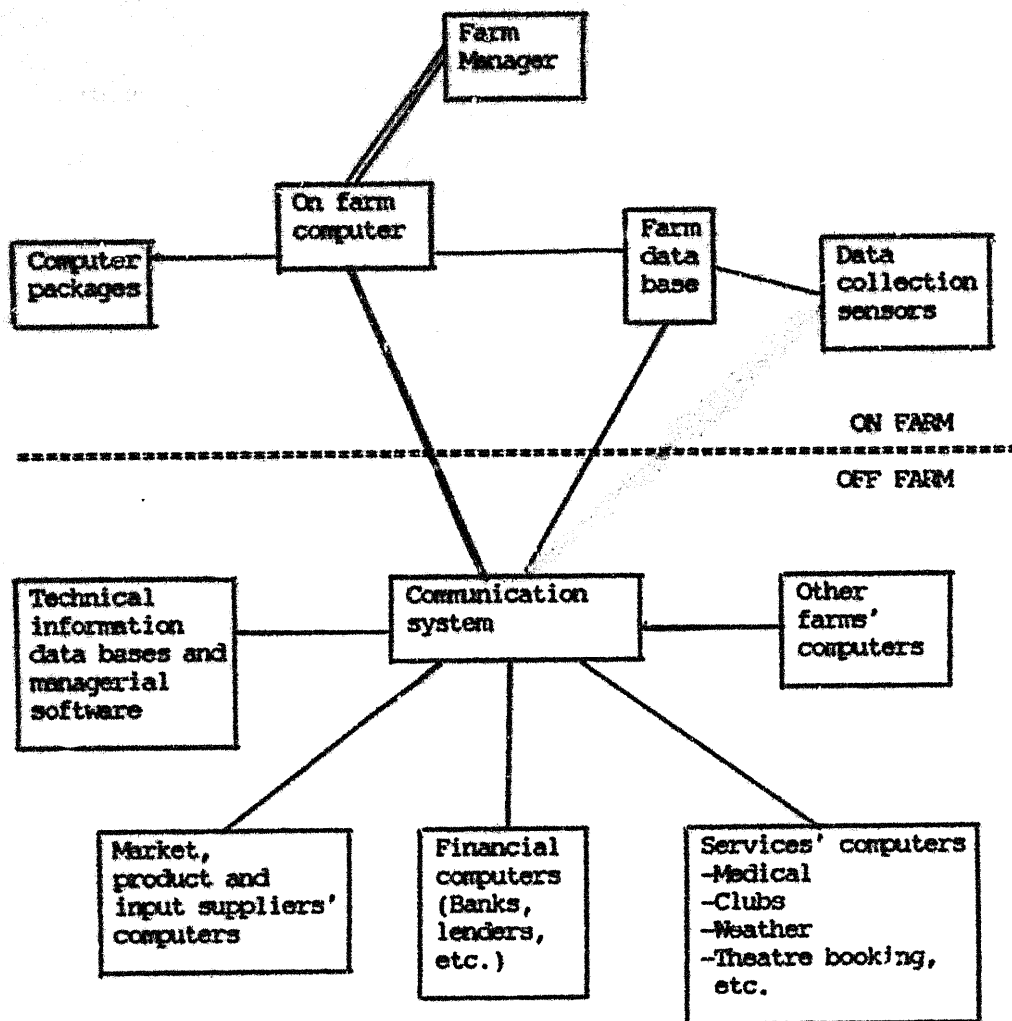 Farm
Manager
On farm
computer
Computer
packages
Farm
data
base
Data
collection
sensors
ON FARM
OFF FARM
Technical
information
data bases and
managerial
software
Communication
system
Other
farms'
computers
Market,
product and
input suppliers'
computers
Financial
computers
(Banks,
lenders,
etc.)
Services' computers
-Medical
-Clubs
-Weather
-Theatre booking,
etc.